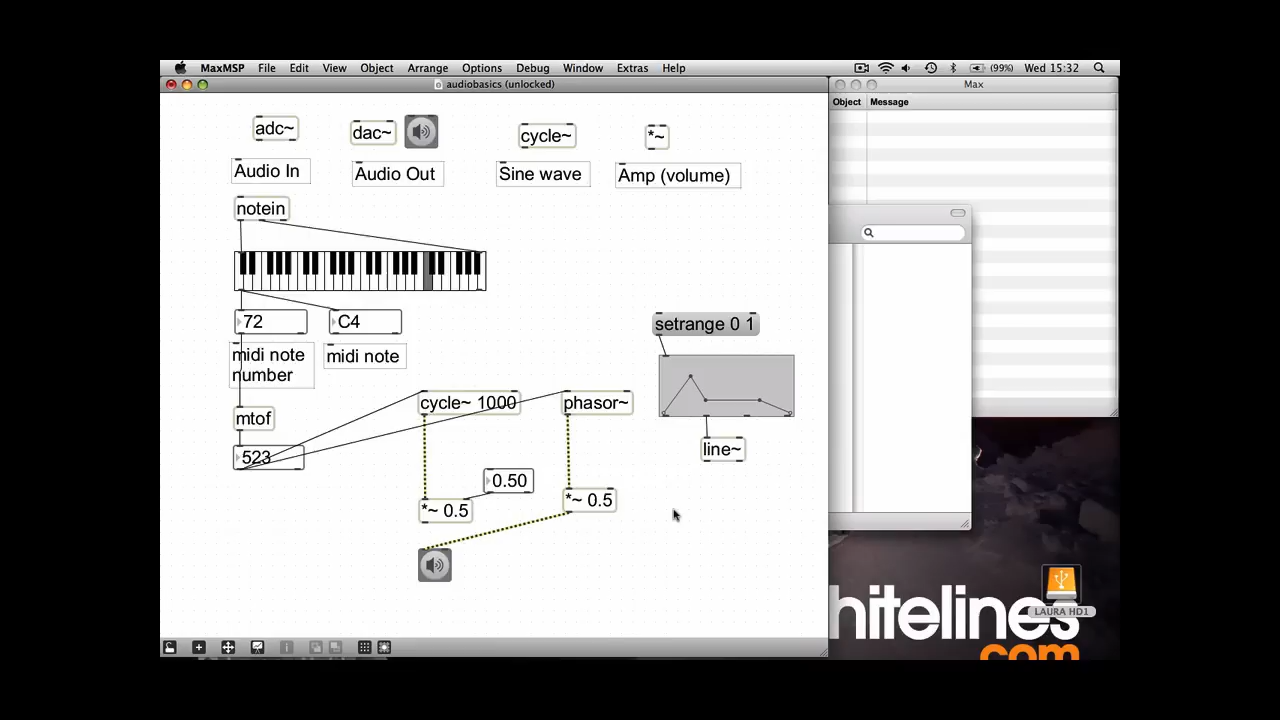 MaxMSP File Edit View Object Arrange Options Debug Window Extras Help (99%) Wed 15:32
audiobasics (unlocked)
Max
Object Message
adc~
dac~
cycle~
*~
Audio In
Audio Out
Sine wave
Amp (volume)
notein
72
C4
setrange 0 1
midi note
number
midi note
cycle~ 1000
phasor~
mtof
line~
523
0.50
*~ 0.5
*~ 0.5
hitelines
com
LAURA HD1